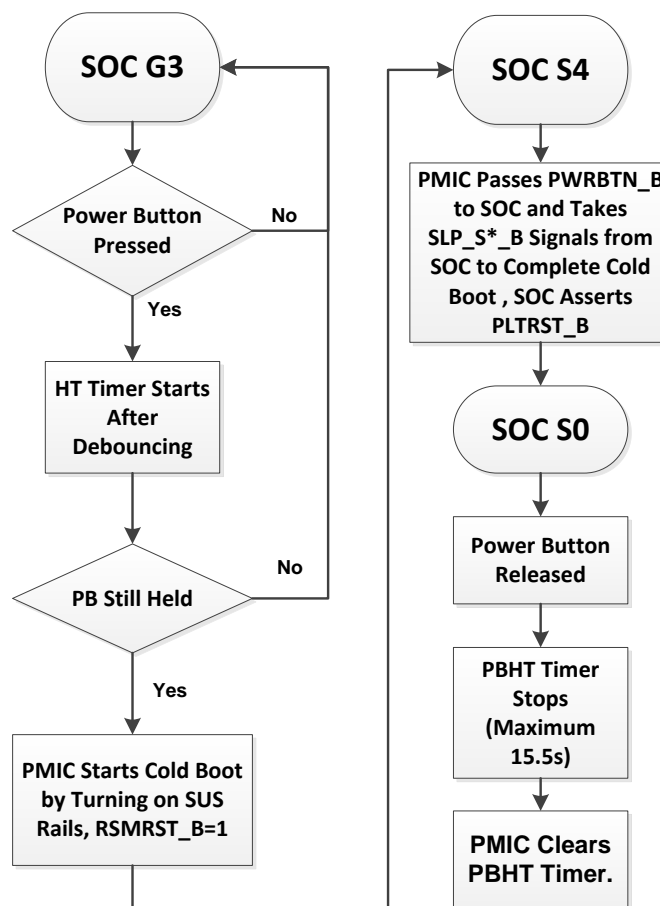 SOC G3
Power Button
Pressed
No
Yes
HT Timer Starts
After
Debouncing
PB Still Held
No
Yes
PMIC Starts Cold Boot
by Turning on SUS
Rails, RSMRST_B=1
SOC S4
PMIC Passes PWRBTN_B
to SOC and Takes
SLP_S*_B Signals from
SOC to Complete Cold
Boot , SOC Asserts
PLTRST_B
SOC S0
Power Button
Released
PBHT Timer
Stops
(Maximum
15.5s)
PMIC Clears
PBHT Timer.